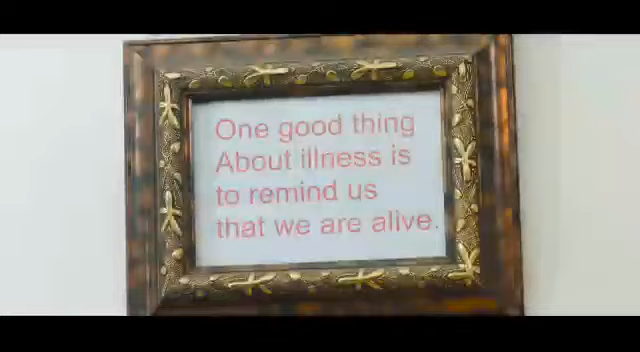 One good thing
About illness is
to remind us
that we are alive.